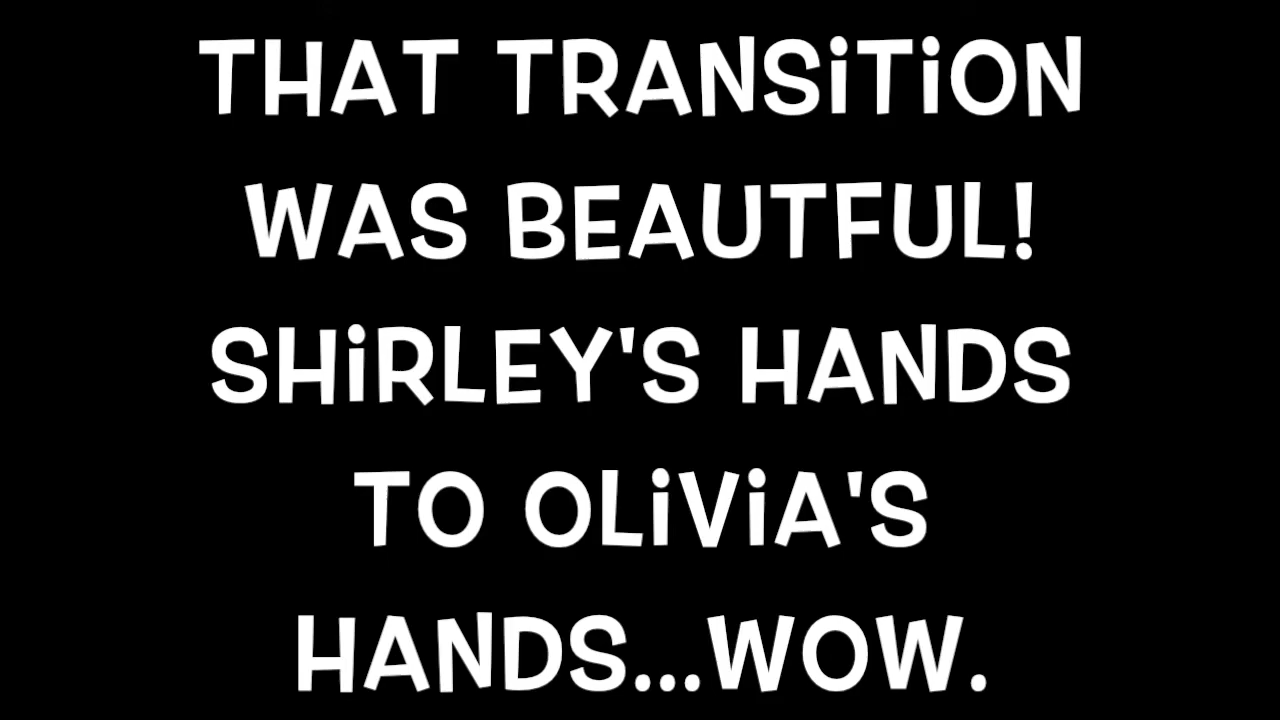 THAT TRANSiTiON
WAS BEAUTFUL!
SHiRLEY'S HANDS
TO OLiViA'S
HANDS...WOW.